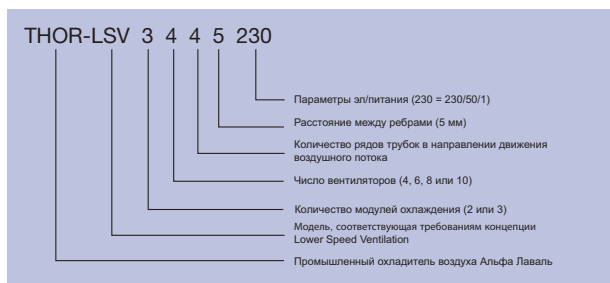 THOR-LSV 3 4 4 5 230
Параметры эл/питания (230 = 230/50/1)
Расстояние между ребрами (5 мм)
Количество рядов трубок в направлении движения
воздушного потока
Число вентиляторов (4, 6, 8 или 10)
Количество модулей охлаждения (2 или 3)
Модель, соответствующая требованиям концепции
Lower Speed Ventilation
Промышленный охладитель воздуха Альфа Лаваль